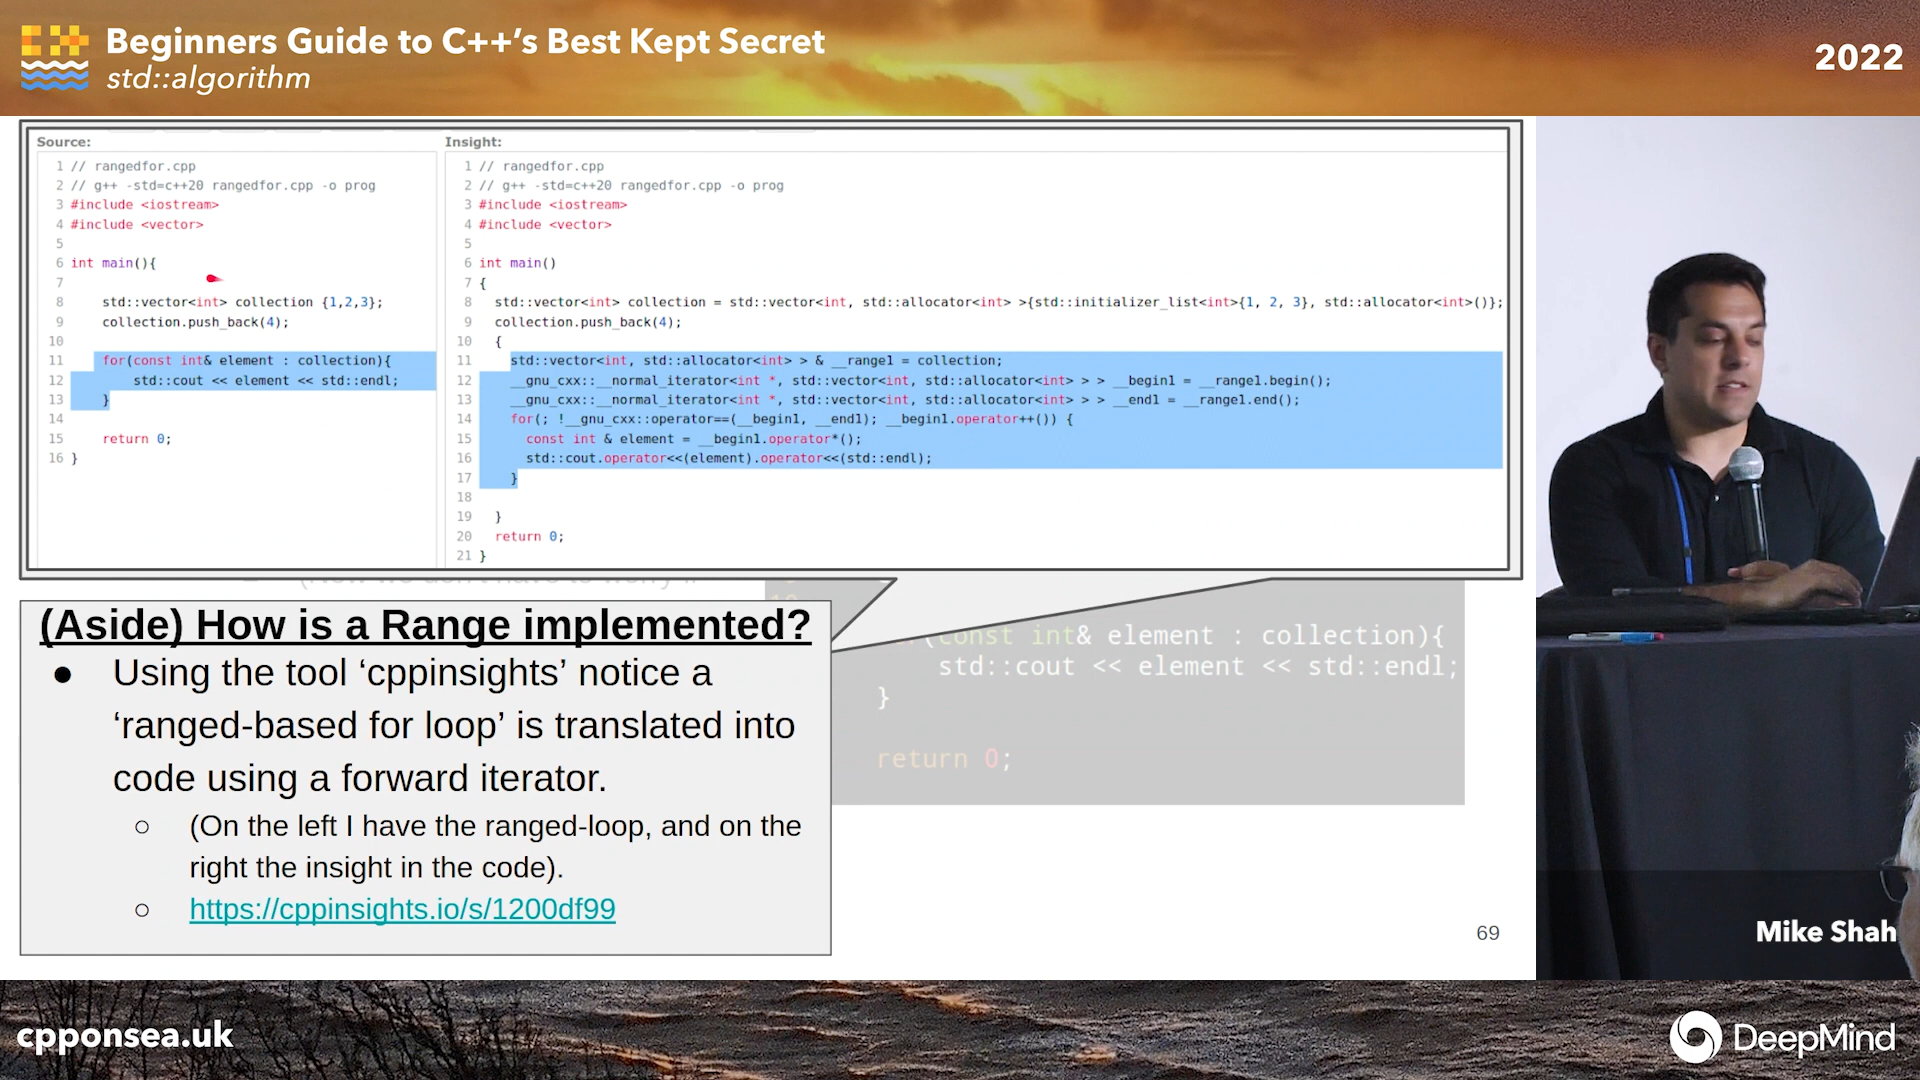 Beginners Guide to C++'s Best Kept Secret
std::algorithm
2022
Source:
1 // rangedfor.cpp
2 // g++ -std=c++20 rangedfor.cpp -o prog
3 #include <iostream>
4 #include <vector>
5
6 int main(){
7
8 std::vector<int> collection {1,2,3};
9 collection.push_back(4);
10
11 for(const int& element : collection){
12 std::cout << element << std::endl;
13 }
14
15 return 0;
16 }
Insight:
1 // rangedfor.cpp
2 // g++ -std=c++20 rangedfor.cpp -o prog
3 #include <iostream>
4 #include <vector>
5
6 int main()
7 {
8 std::vector<int> collection = std::vector<int, std::allocator<int> >{std::initializer_list<int>{1, 2, 3}, std::allocator<int>()};
9 collection.push_back(4);
10 {
11 std::vector<int, std::allocator<int> > & __range1 = collection;
12 __gnu_cxx::__normal_iterator<int *, std::vector<int, std::allocator<int> > > __begin1 = __range1.begin();
13 __gnu_cxx::__normal_iterator<int *, std::vector<int, std::allocator<int> > > __end1 = __range1.end();
14 for(; !__gnu_cxx::operator==(__begin1, __end1); __begin1.operator++()) {
15 const int & element = __begin1.operator*();
16 std::cout.operator<<(element).operator<<(std::endl);
17 }
18
19 }
20 return 0;
21 }
(const int& element : collection){
std::cout << element << std::endl;
}
return 0;
(Aside) How is a Range implemented?
● Using the tool ‘cppinsights’ notice a
‘ranged-based for loop’ is translated into
code using a forward iterator.
○ (On the left I have the ranged-loop, and on the
right the insight in the code).
○ https://cppinsights.io/s/1200df99
69
Mike Shah
cpponsea.uk
DeepMind